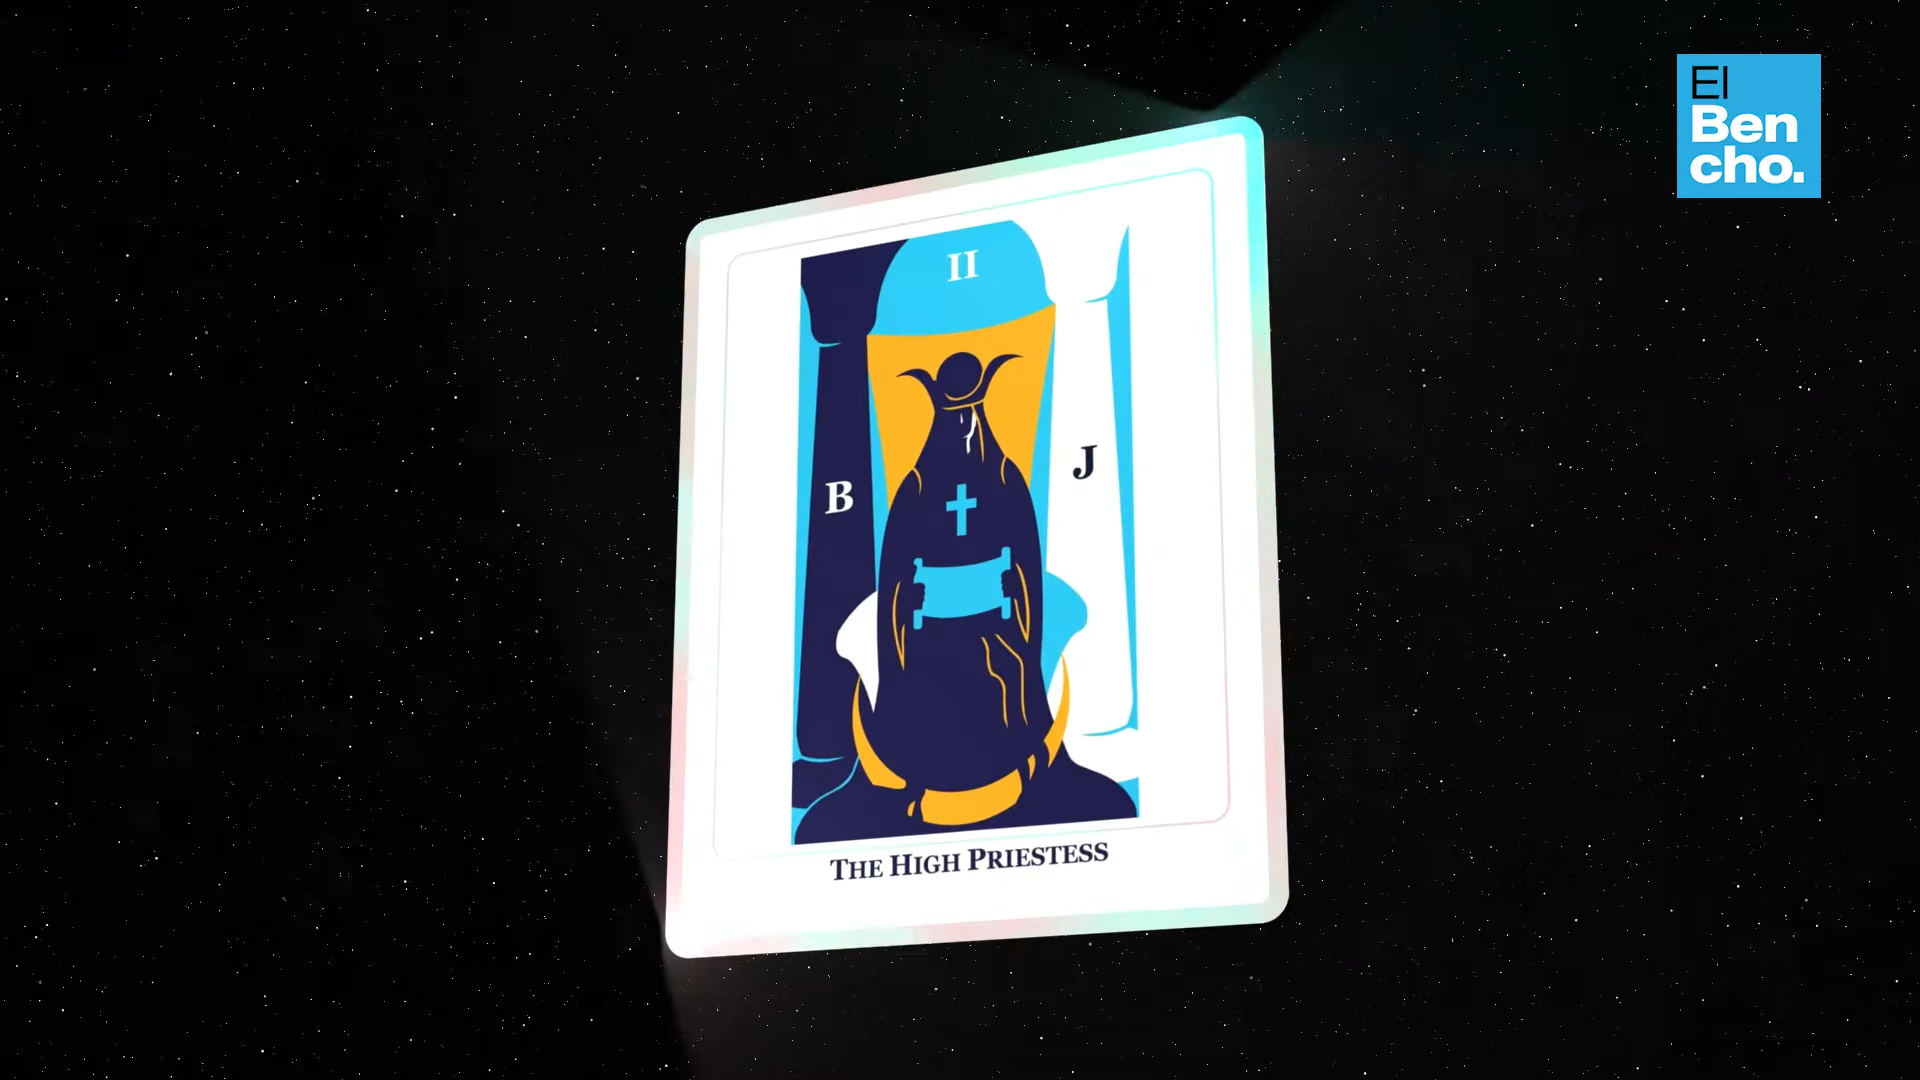 El
Ben
cho.
II
B
J
THE HIGH PRIESTESS